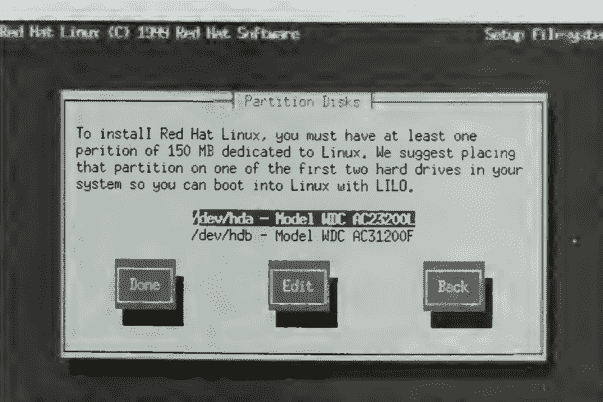 Red Hat Linux (C) 1999 Red Hat Software
Setup filesyste
Partition Disks
To install Red Hat Linux, you must have at least one
parition of 150 MB dedicated to Linux. We suggest placing
that partition on one of the first two hard drives in your
system so you can boot into Linux with LILO.
/dev/hda - Model WDC AC23200L
/dev/hdb - Model WDC AC31200F
Done
Edit
Back